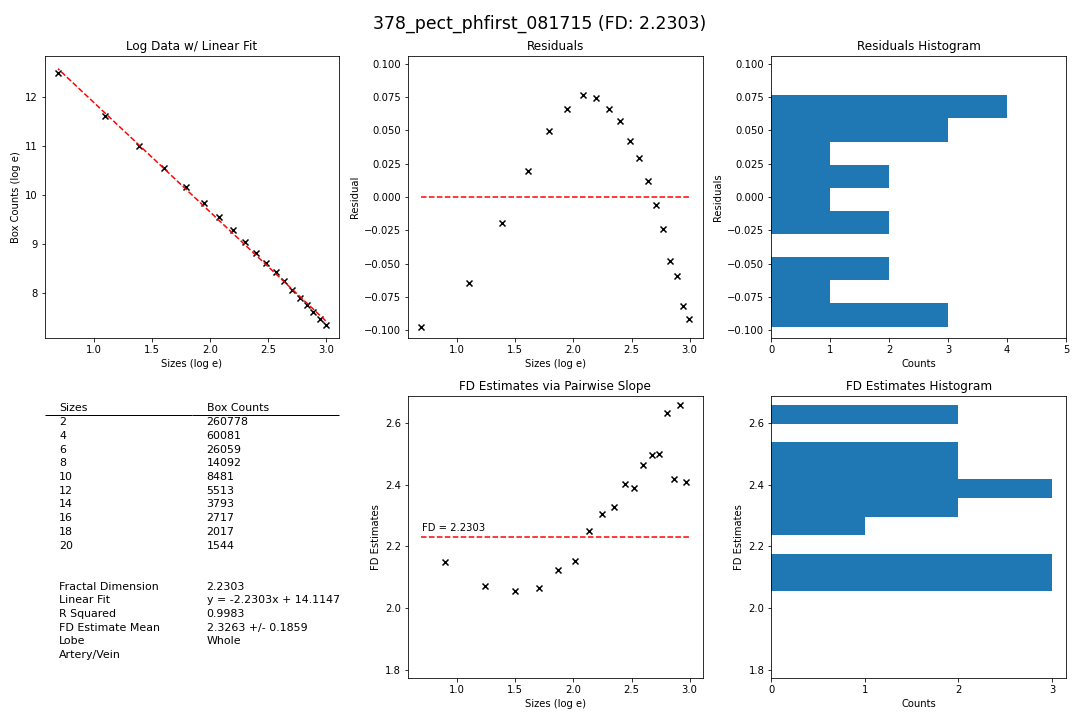 378_pect_phfirst_081715 (FD: 2.2303)
Log Data w/ Linear Fit
Box Counts (log e)
12
11
10
9
8
1.0 1.5 2.0 2.5 3.0
Sizes (log e)
Residuals
Residual
0.100
0.075
0.050
0.025
0.000
−0.025
−0.050
−0.075
−0.100
1.0 1.5 2.0 2.5 3.0
Sizes (log e)
Residuals Histogram
Residuals
0.100
0.075
0.050
0.025
0.000
−0.025
−0.050
−0.075
−0.100
0 1 2 3 4 5
Counts
Sizes Box Counts
2 260778
4 60081
6 26059
8 14092
10 8481
12 5513
14 3793
16 2717
18 2017
20 1544
Fractal Dimension 2.2303
Linear Fit y = -2.2303x + 14.1147
R Squared 0.9983
FD Estimate Mean 2.3263 +/- 0.1859
Lobe Whole
Artery/Vein
FD Estimates via Pairwise Slope
FD Estimates
2.6
2.4
2.2
2.0
1.8
FD = 2.2303
1.0 1.5 2.0 2.5 3.0
Sizes (log e)
FD Estimates Histogram
FD Estimates
2.6
2.4
2.2
2.0
1.8
0 1 2 3
Counts